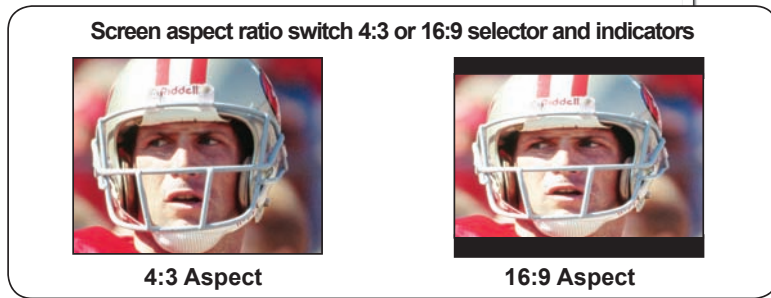 Screen aspect ratio switch 4:3 or 16:9 selector and indicators
Riddell
Riddell
4:3 Aspect
16:9 Aspect